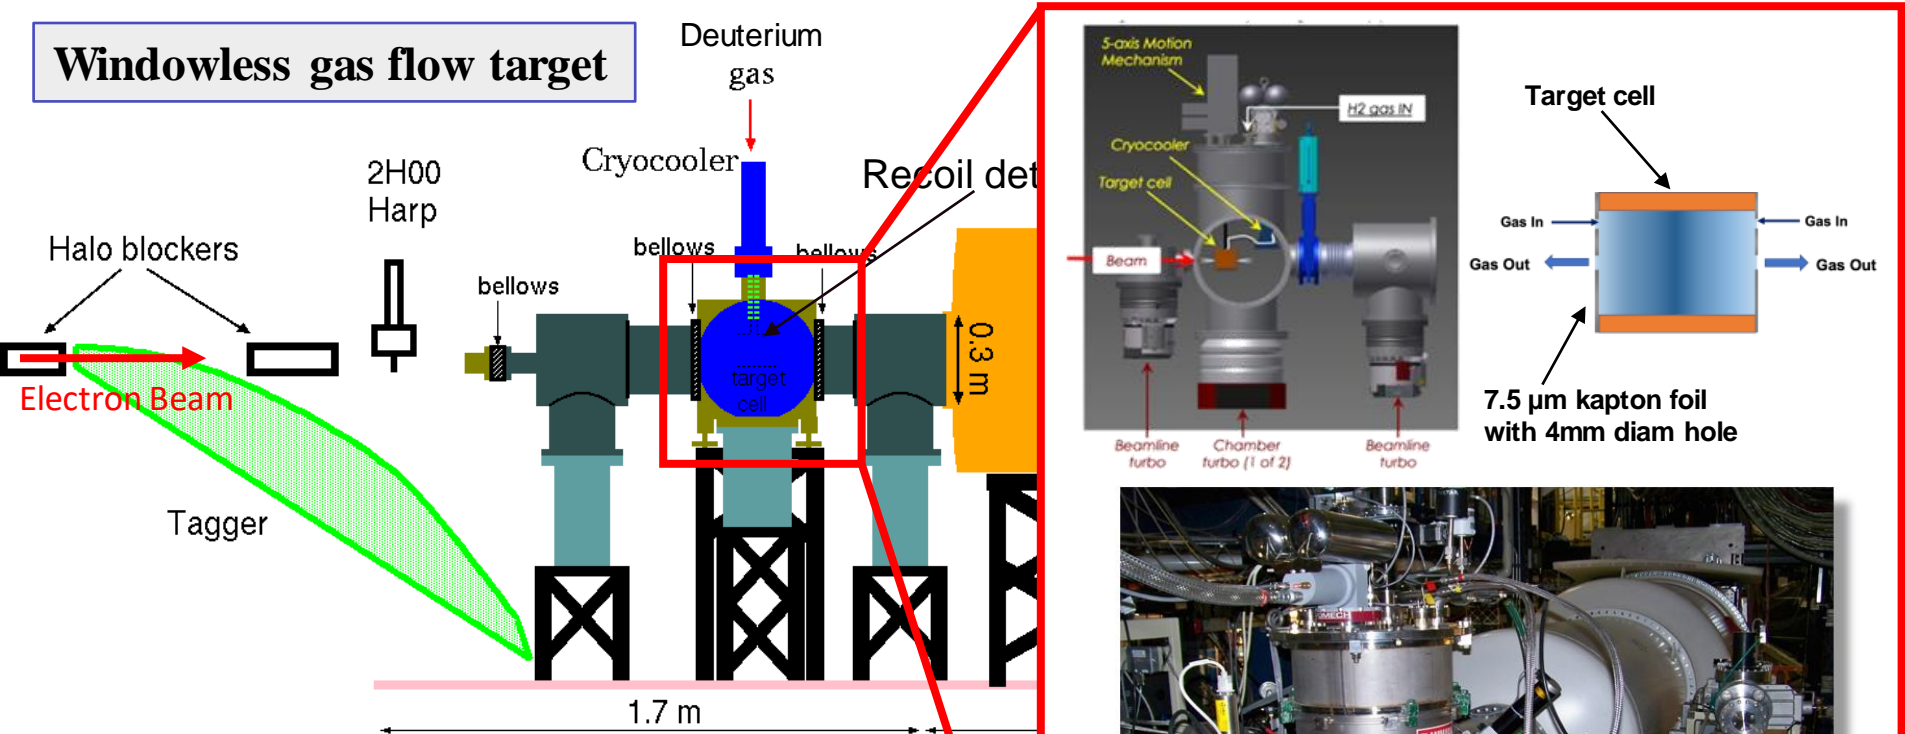 Windowless gas flow target
Deuterium
gas
Cryocooler
Recoil det
2H00
Harp
Halo blockers
bellows
bellows
bellows
Electron Beam
target
cell
0.3 m
Tagger
1.7 m
5-axis Motion
Mechanism
H2 gas IN
Cryocooler
Target cell
Beam
Beamline
turbo
Chamber
turbo (1 of 2)
Beamline
turbo
Target cell
Gas In
Gas In
Gas Out
Gas Out
7.5 µm kapton foil
with 4mm diam hole